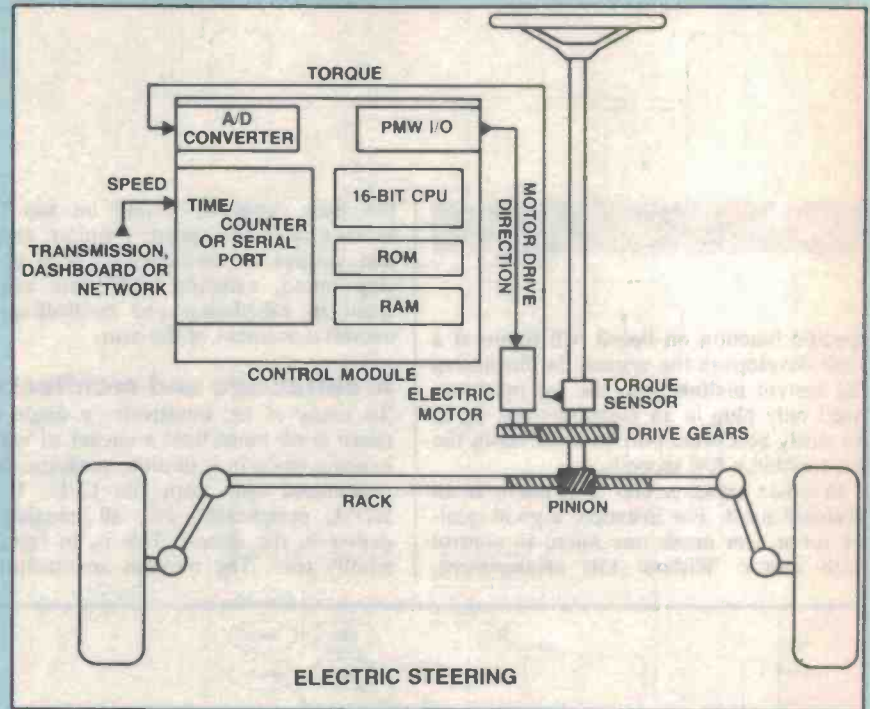 TORQUE
A/D
CONVERTER
PMW I/O
SPEED
TIME/
COUNTER
OR SERIAL
PORT
16-BIT CPU
TRANSMISSION,
DASHBOARD OR
NETWORK
ROM
RAM
MOTOR DRIVE
DIRECTION
CONTROL MODULE
ELECTRIC
MOTOR
TORQUE
SENSOR
DRIVE GEARS
RACK
PINION
ELECTRIC STEERING